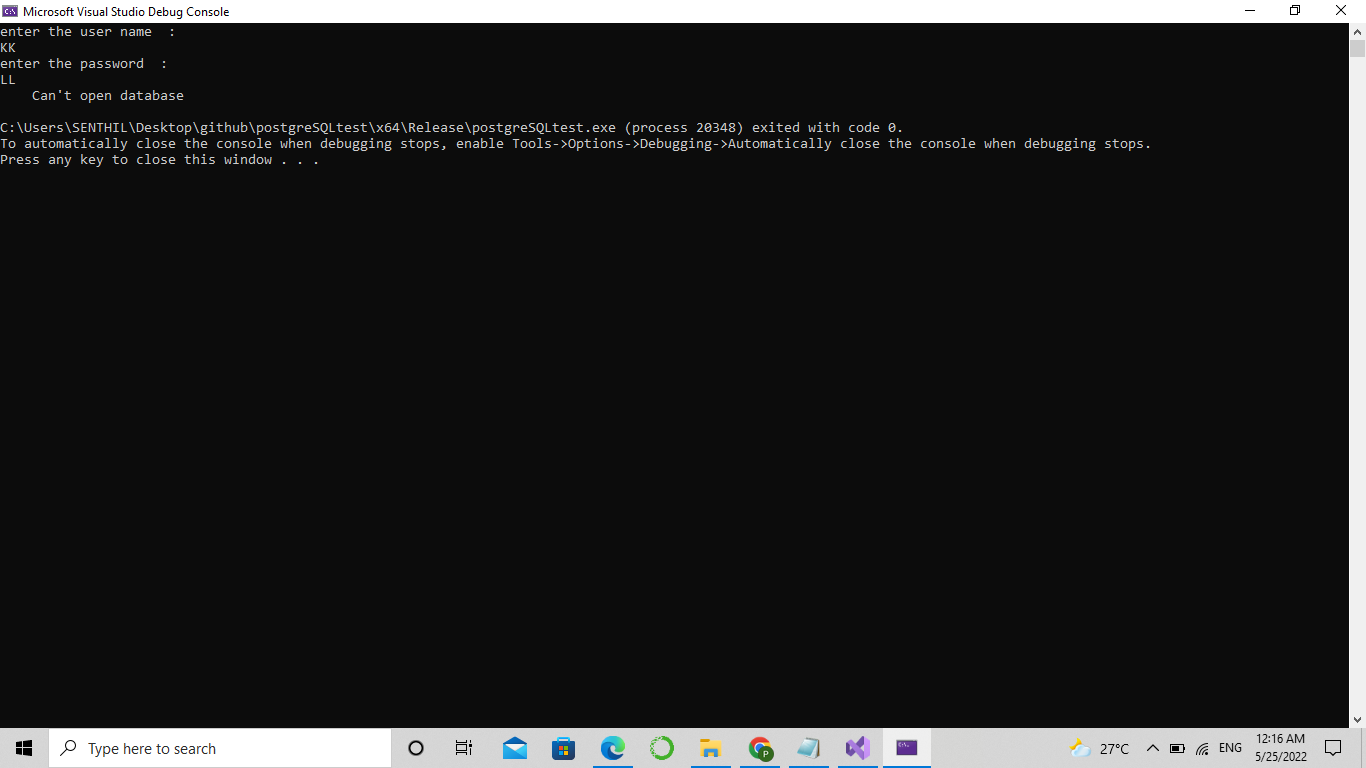 Microsoft Visual Studio Debug Console
enter the user name  :
KK
enter the password  :
LL
    Can't open database
C:\Users\SENTHIL\Desktop\github\postgreSQLtest\x64\Release\postgreSQLtest.exe (process 20348) exited with code 0.
To automatically close the console when debugging stops, enable Tools->Options->Debugging->Automatically close the console when debugging stops.
Press any key to close this window . . .
Type here to search
P
27°C
ENG
12:16 AM
5/25/2022